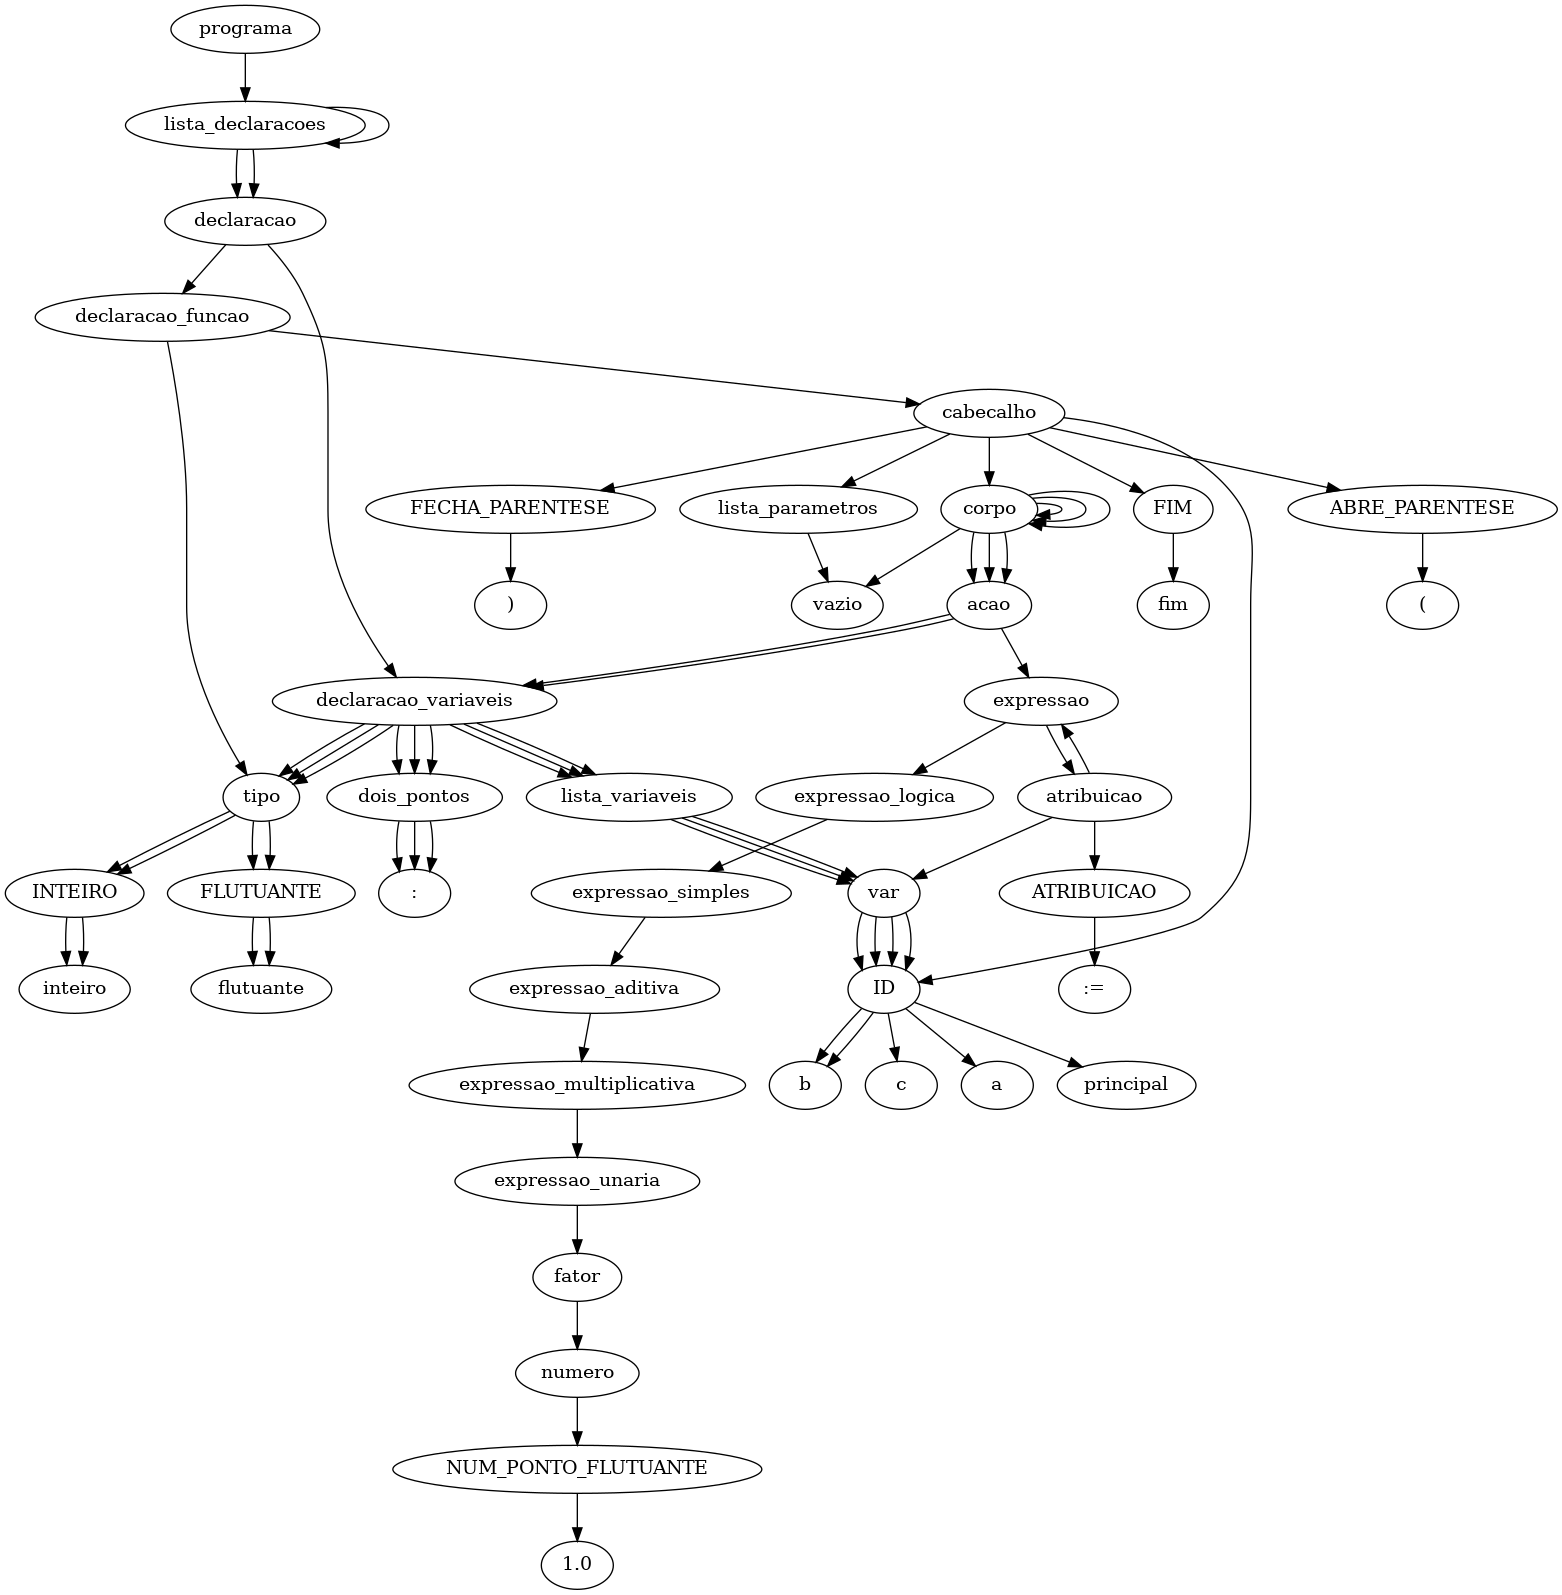 programa
lista_declaracoes
declaracao
declaracao_funcao
cabecalho
FECHA_PARENTESE
lista_parametros
corpo
FIM
ABRE_PARENTESE
)
vazio
acao
fim
(
declaracao_variaveis
expressao
tipo
dois_pontos
lista_variaveis
expressao_logica
atribuicao
INTEIRO
FLUTUANTE
:
expressao_simples
var
ATRIBUICAO
inteiro
flutuante
expressao_aditiva
ID
:=
expressao_multiplicativa
b
c
a
principal
expressao_unaria
fator
numero
NUM_PONTO_FLUTUANTE
1.0